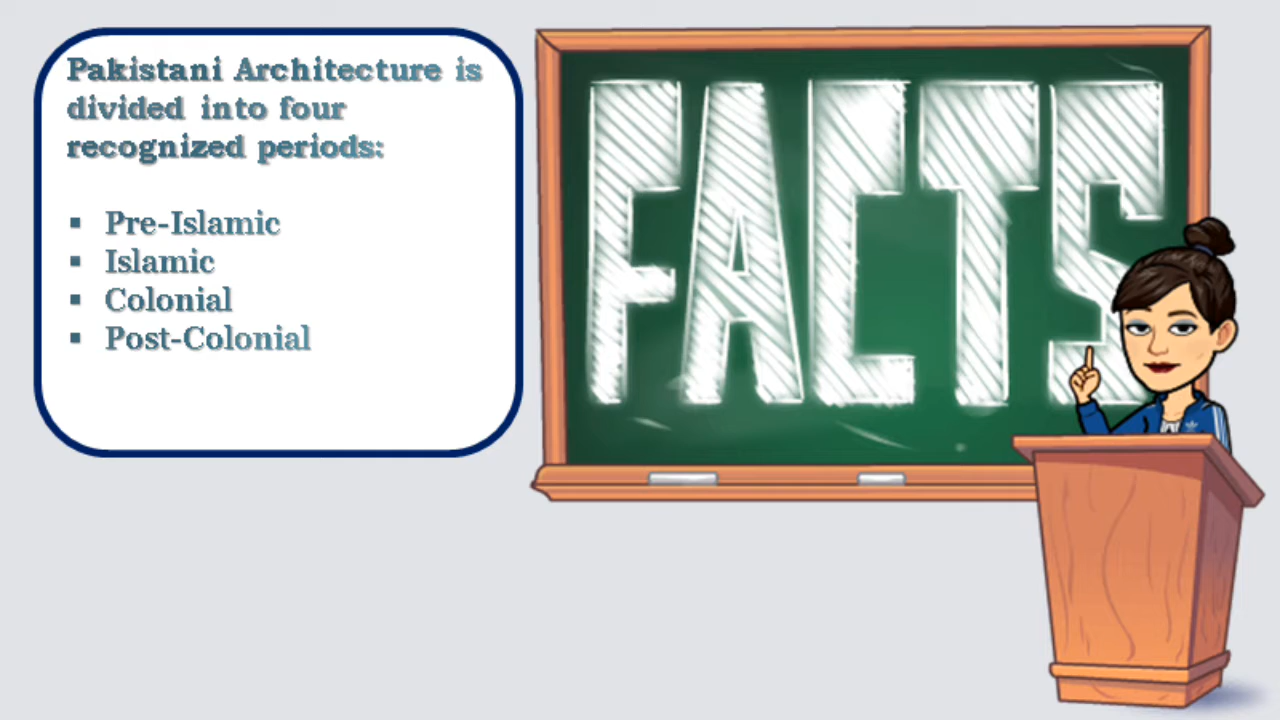 Pakistani Architecture is
divided into four
recognized periods:
▪ Pre-Islamic
▪ Islamic
▪ Colonial
▪ Post-Colonial
FACTS